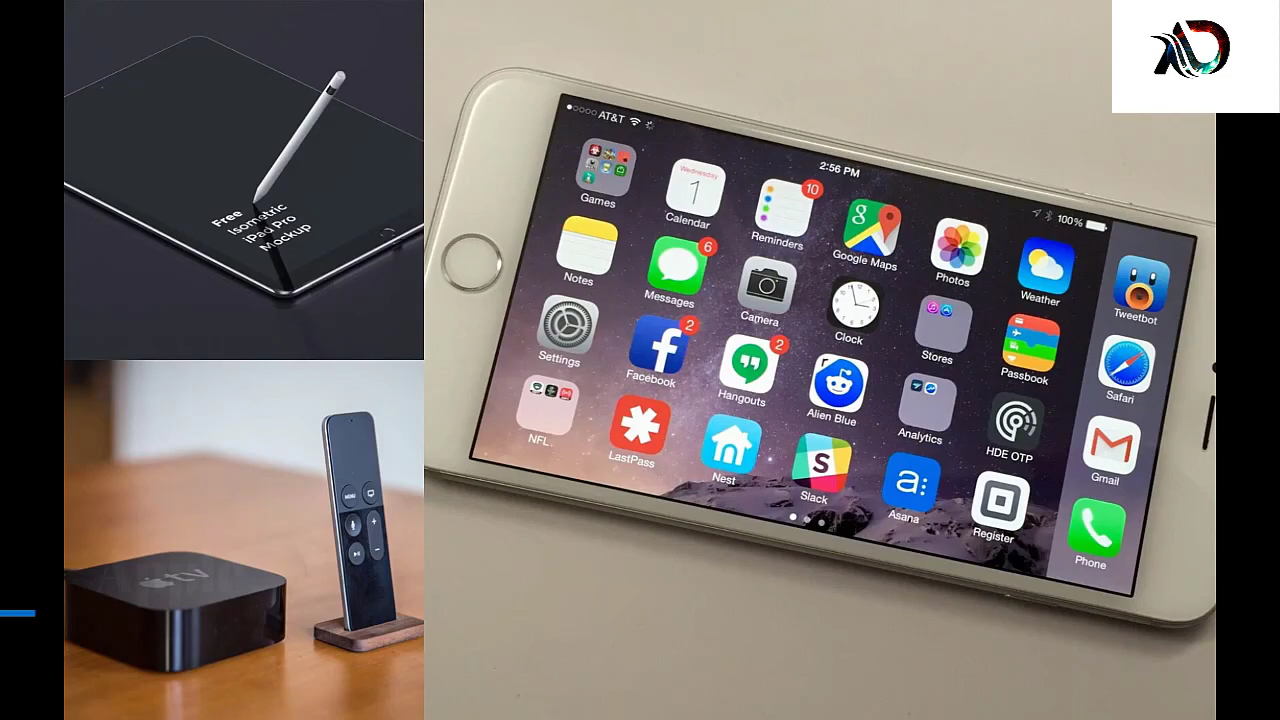 Free
Isometric
iPad Pro
Mockup
tv
MENU
AT&T
2:56 PM
100%
Games
Wednesday
1
Calendar
10
Reminders
g
Google Maps
Photos
Weather
Tweetbot
Notes
6
Messages
Camera
Clock
Stores
Passbook
Safari
Settings
2
f
Facebook
2
Hangouts
Alien Blue
Analytics
HDE OTP
Gmail
NFL
LastPass
Nest
S
Slack
a:
Asana
Register
Phone